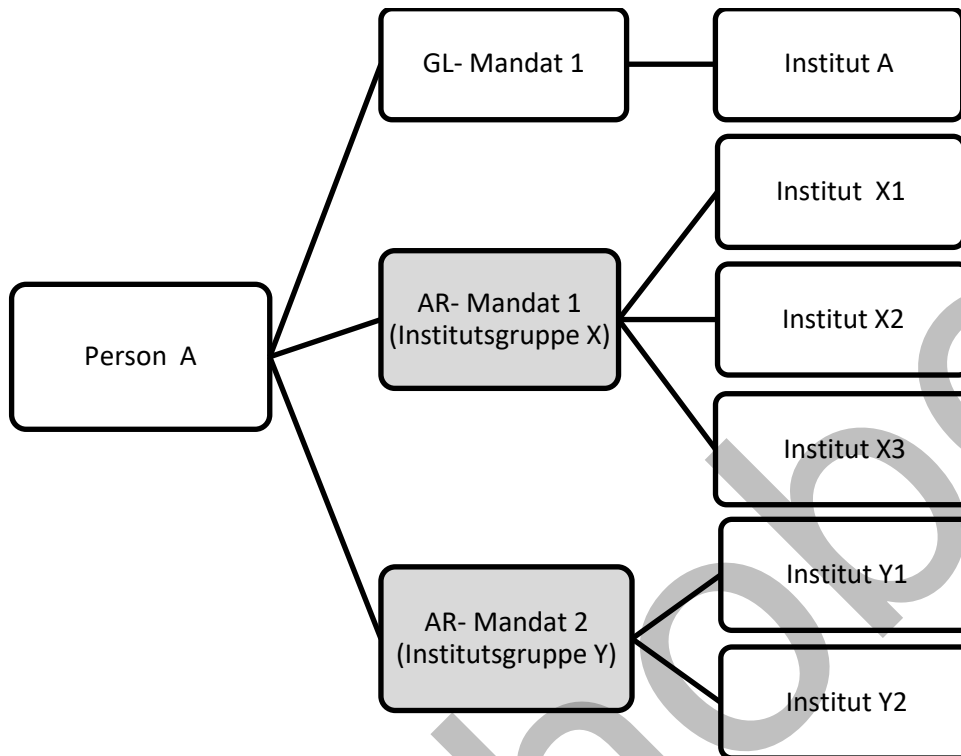 GL- Mandat 1
Institut A
Institut X1
AR- Mandat 1
(Institutsgruppe X)
Institut X2
Person A
Institut X3
AR- Mandat 2
(Institutsgruppe Y)
Institut Y1
Institut Y2